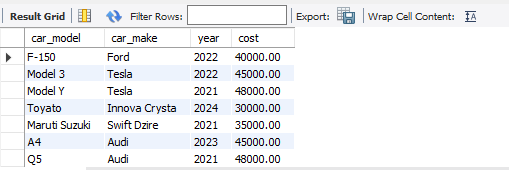 Result Grid Filter Rows: Export: Wrap Cell Content: IA
car_model car_make year cost
F-150 Ford 2022 40000.00
Model 3 Tesla 2022 45000.00
Model Y Tesla 2021 48000.00
Toyato Innova Crysta 2024 30000.00
Maruti Suzuki Swift Dzire 2021 35000.00
A4 Audi 2023 45000.00
Q5 Audi 2021 48000.00